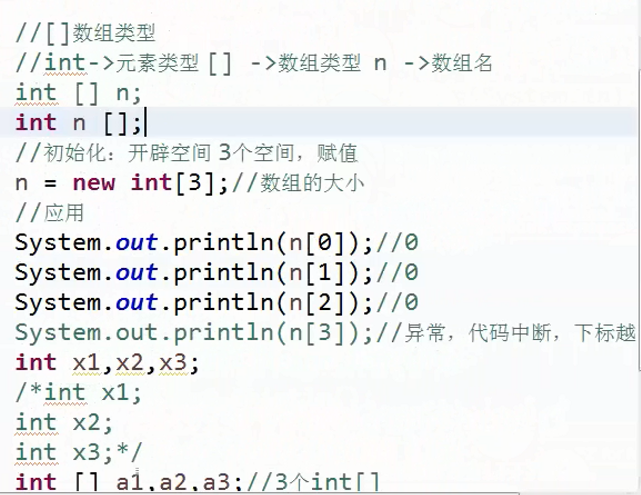 //[]数组类型
//int->元素类型 [] ->数组类型 n ->数组名
int [] n;
int n [];
//初始化: 开辟空间 3个空间，赋值
n = new int[3];//数组的大小
//应用
System.out.println(n[0]);//0
System.out.println(n[1]);//0
System.out.println(n[2]);//0
System.out.println(n[3]);//异常，代码中断，下标越
int x1,x2,x3;
/*int x1;
int x2;
int x3;*/
int [] a1,a2,a3;//3个int[]